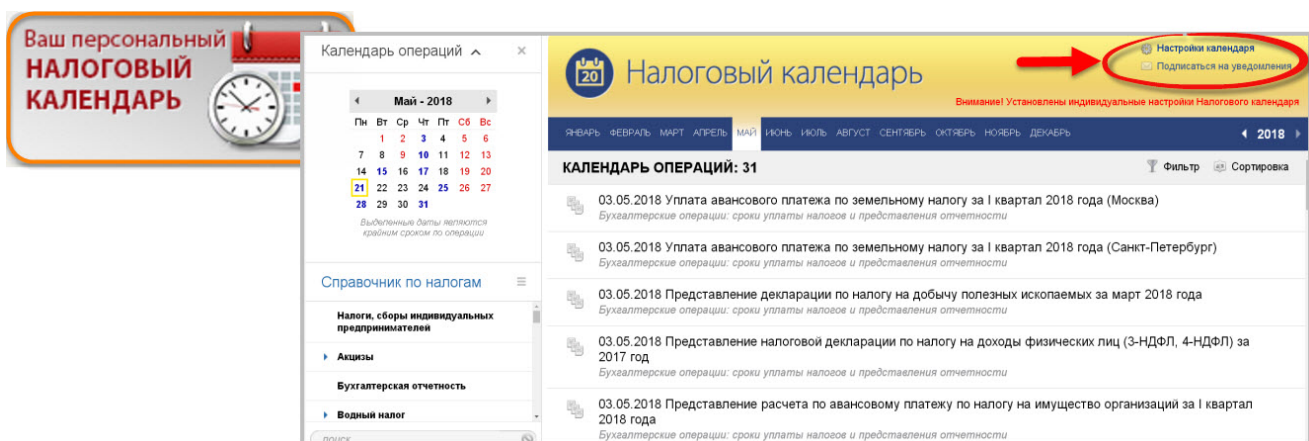 Ваш персональный
НАЛОГОВЫЙ
КАЛЕНДАРЬ
Календарь операций
Май - 2018
Пн Вт Ср Чт Пт Сб Вс
1 2 3 4 5 6
7 8 9 10 11 12 13
14 15 16 17 18 19 20
21 22 23 24 25 26 27
28 29 30 31
Выделенные даты являются
крайним сроком по операции
Справочник по налогам
Налоги, сборы индивидуальных
предпринимателей
Акцизы
Бухгалтерская отчетность
Водный налог
поиск
20
Налоговый календарь
Настройки календаря
Подписаться на уведомления
Внимание! Установлены индивидуальные настройки Налогового календаря
ЯНВАРЬ ФЕВРАЛЬ МАРТ АПРЕЛЬ МАЙ ИЮНЬ ИЮЛЬ АВГУСТ СЕНТЯБРЬ ОКТЯБРЬ НОЯБРЬ ДЕКАБРЬ 2018
КАЛЕНДАРЬ ОПЕРАЦИЙ: 31 Фильтр Сортировка
03.05.2018 Уплата авансового платежа по земельному налогу за I квартал 2018 года (Москва)
Бухгалтерские операции: сроки уплаты налогов и представления отчетности
03.05.2018 Уплата авансового платежа по земельному налогу за I квартал 2018 года (Санкт-Петербург)
Бухгалтерские операции: сроки уплаты налогов и представления отчетности
03.05.2018 Представление декларации по налогу на добычу полезных ископаемых за март 2018 года
Бухгалтерские операции: сроки уплаты налогов и представления отчетности
03.05.2018 Представление налоговой декларации по налогу на доходы физических лиц (3-НДФЛ, 4-НДФЛ) за
2017 год
Бухгалтерские операции: сроки уплаты налогов и представления отчетности
03.05.2018 Представление расчета по авансовому платежу по налогу на имущество организаций за I квартал
2018 года
Бухгалтерские операции: сроки уплаты налогов и представления отчетности